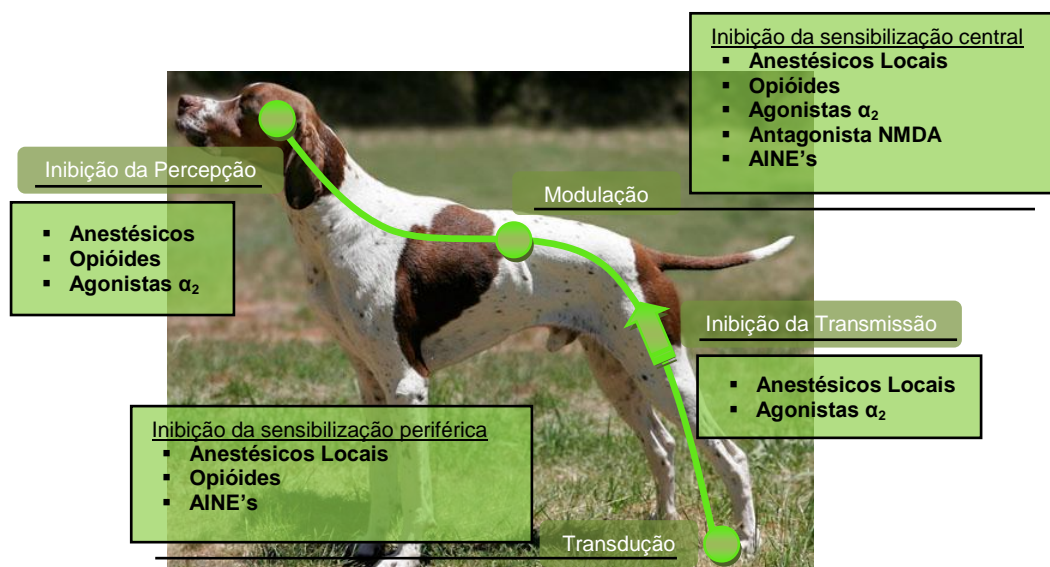 Inibição da sensibilização central
▪ Anestésicos Locais
▪ Opióides
▪ Agonistas α₂
▪ Antagonista NMDA
▪ AINE's
Modulação
Inibição da Percepção
▪ Anestésicos
▪ Opióides
▪ Agonistas α₂
Inibição da Transmissão
▪ Anestésicos Locais
▪ Agonistas α₂
Inibição da sensibilização periférica
▪ Anestésicos Locais
▪ Opióides
▪ AINE's
Transdução